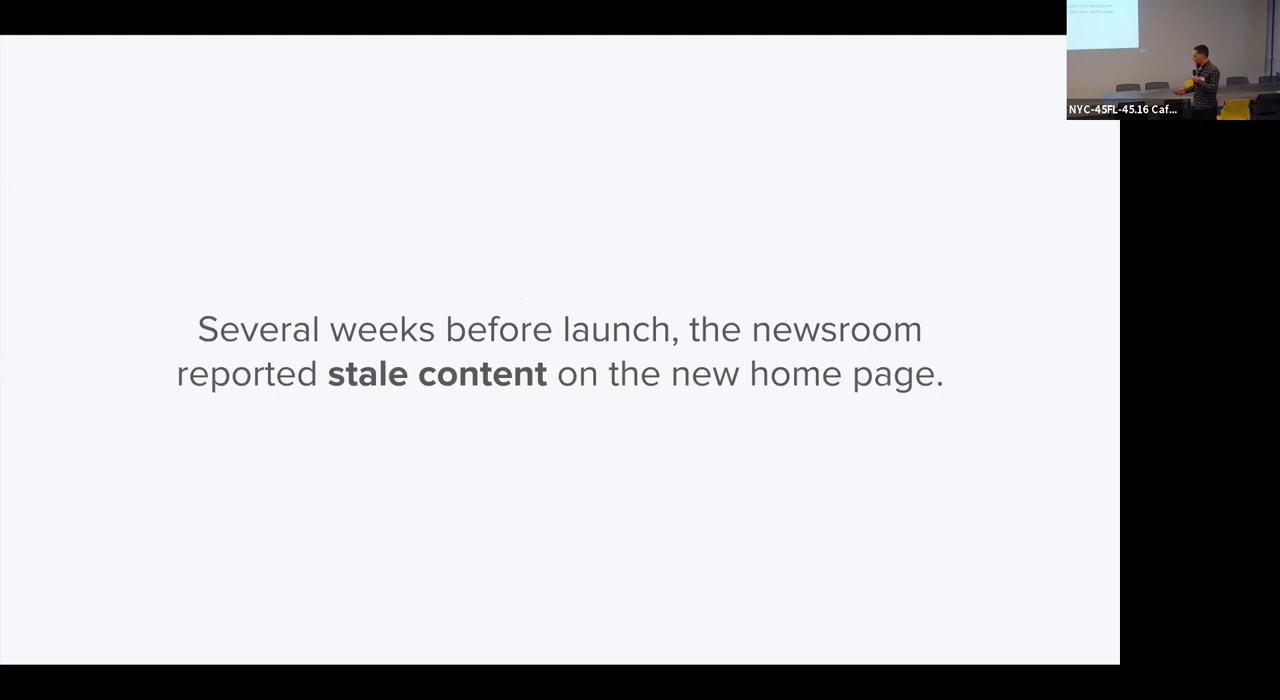 Several weeks before launch, the newsroom
reported stale content on the new home page.
NYC-45FL-45.16 Caf...